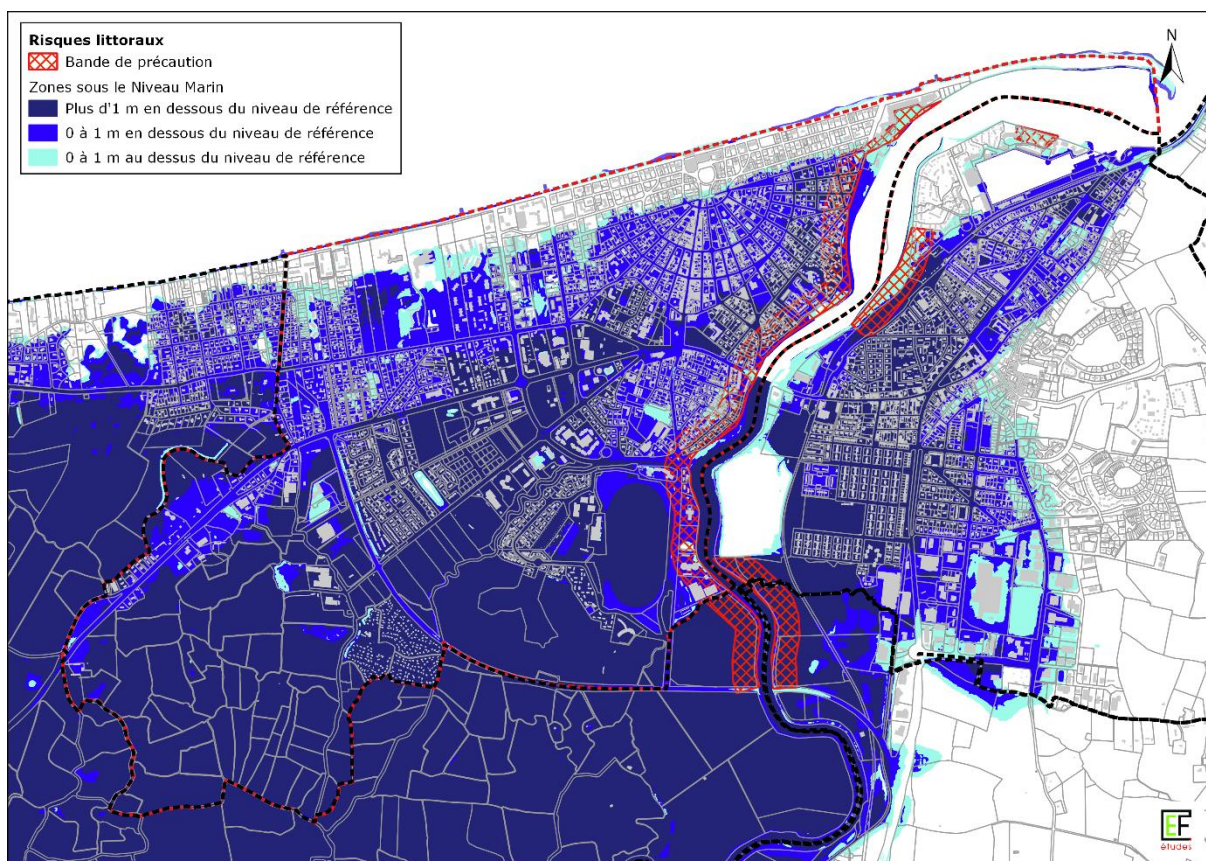 Risques littoraux
Bande de précaution
Zones sous le Niveau Marin
Plus d'1 m en dessous du niveau de référence
0 à 1 m en dessous du niveau de référence
0 à 1 m au dessus du niveau de référence
N
EF
études